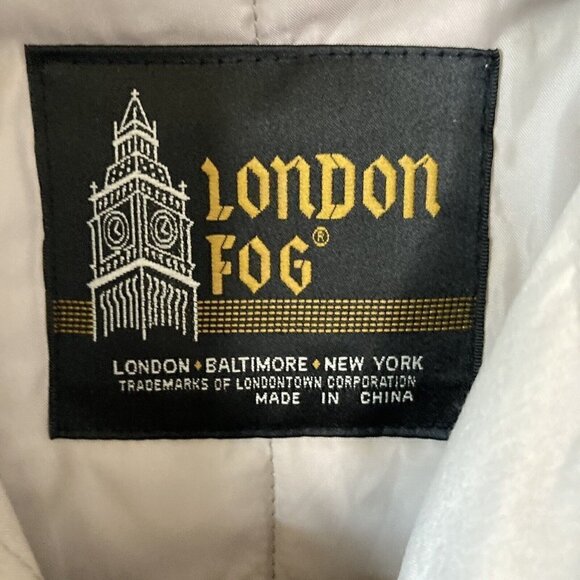 LONDON
FOG®
LONDON • BALTIMORE • NEW YORK
TRADEMARKS OF LONDONTOWN CORPORATION
MADE IN CHINA